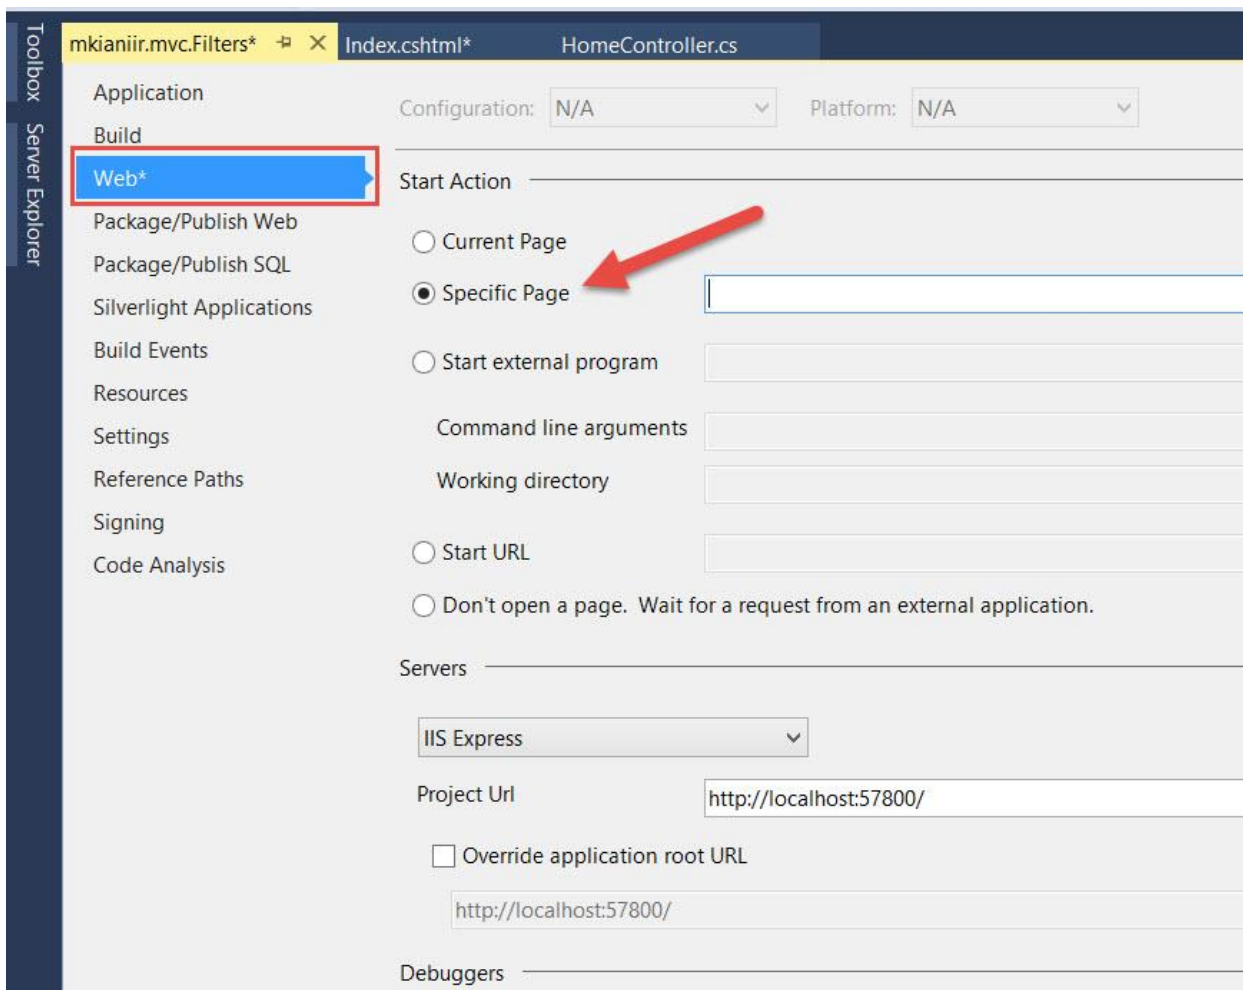 Toolbox
Server Explorer
mkianiir.mvc.Filters*
Index.cshtml*
HomeController.cs
Application
Build
Web*
Package/Publish Web
Package/Publish SQL
Silverlight Applications
Build Events
Resources
Settings
Reference Paths
Signing
Code Analysis
Configuration: N/A Platform: N/A
Start Action
Current Page
Specific Page
Start external program
Command line arguments
Working directory
Start URL
Don't open a page. Wait for a request from an external application.
Servers
IIS Express
Project Url http://localhost:57800/
Override application root URL
http://localhost:57800/
Debuggers